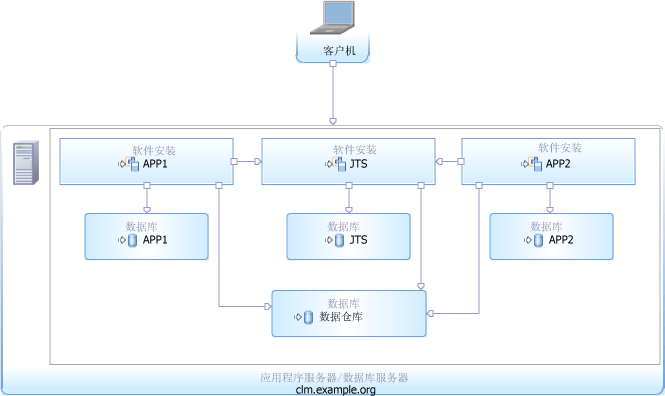 客户机
软件安装
APP1
软件安装
JTS
软件安装
APP2
数据库
APP1
数据库
JTS
数据库
APP2
数据库
数据仓库
应用程序服务器/数据库服务器
clm.example.org